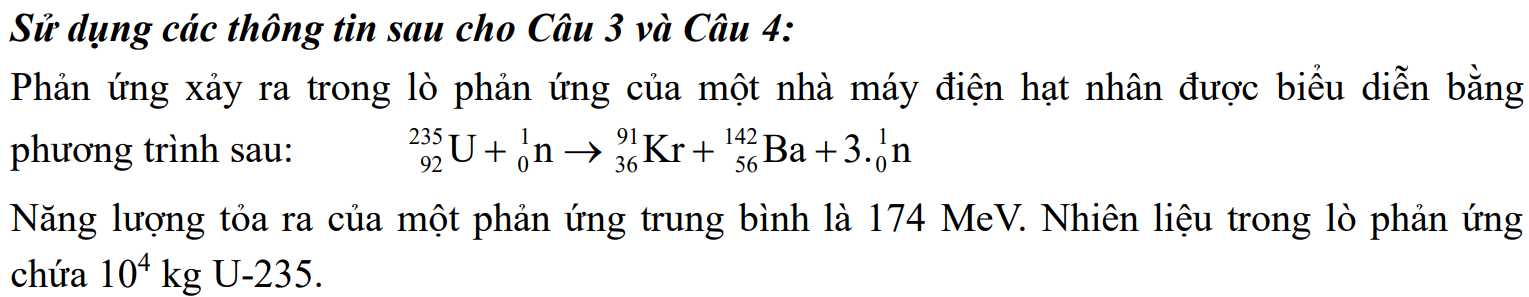 Sử dụng các thông tin sau cho Câu 3 và Câu 4:
Phản ứng xảy ra trong lò phản ứng của một nhà máy điện hạt nhân được biểu diễn bằng
phương trình sau: ²³⁵₉₂U + ¹₀n → ⁹¹₃₆Kr + ¹⁴²₅₆Ba + 3.¹₀n
Năng lượng tỏa ra của một phản ứng trung bình là 174 MeV. Nhiên liệu trong lò phản ứng
chứa 10⁴ kg U-235.